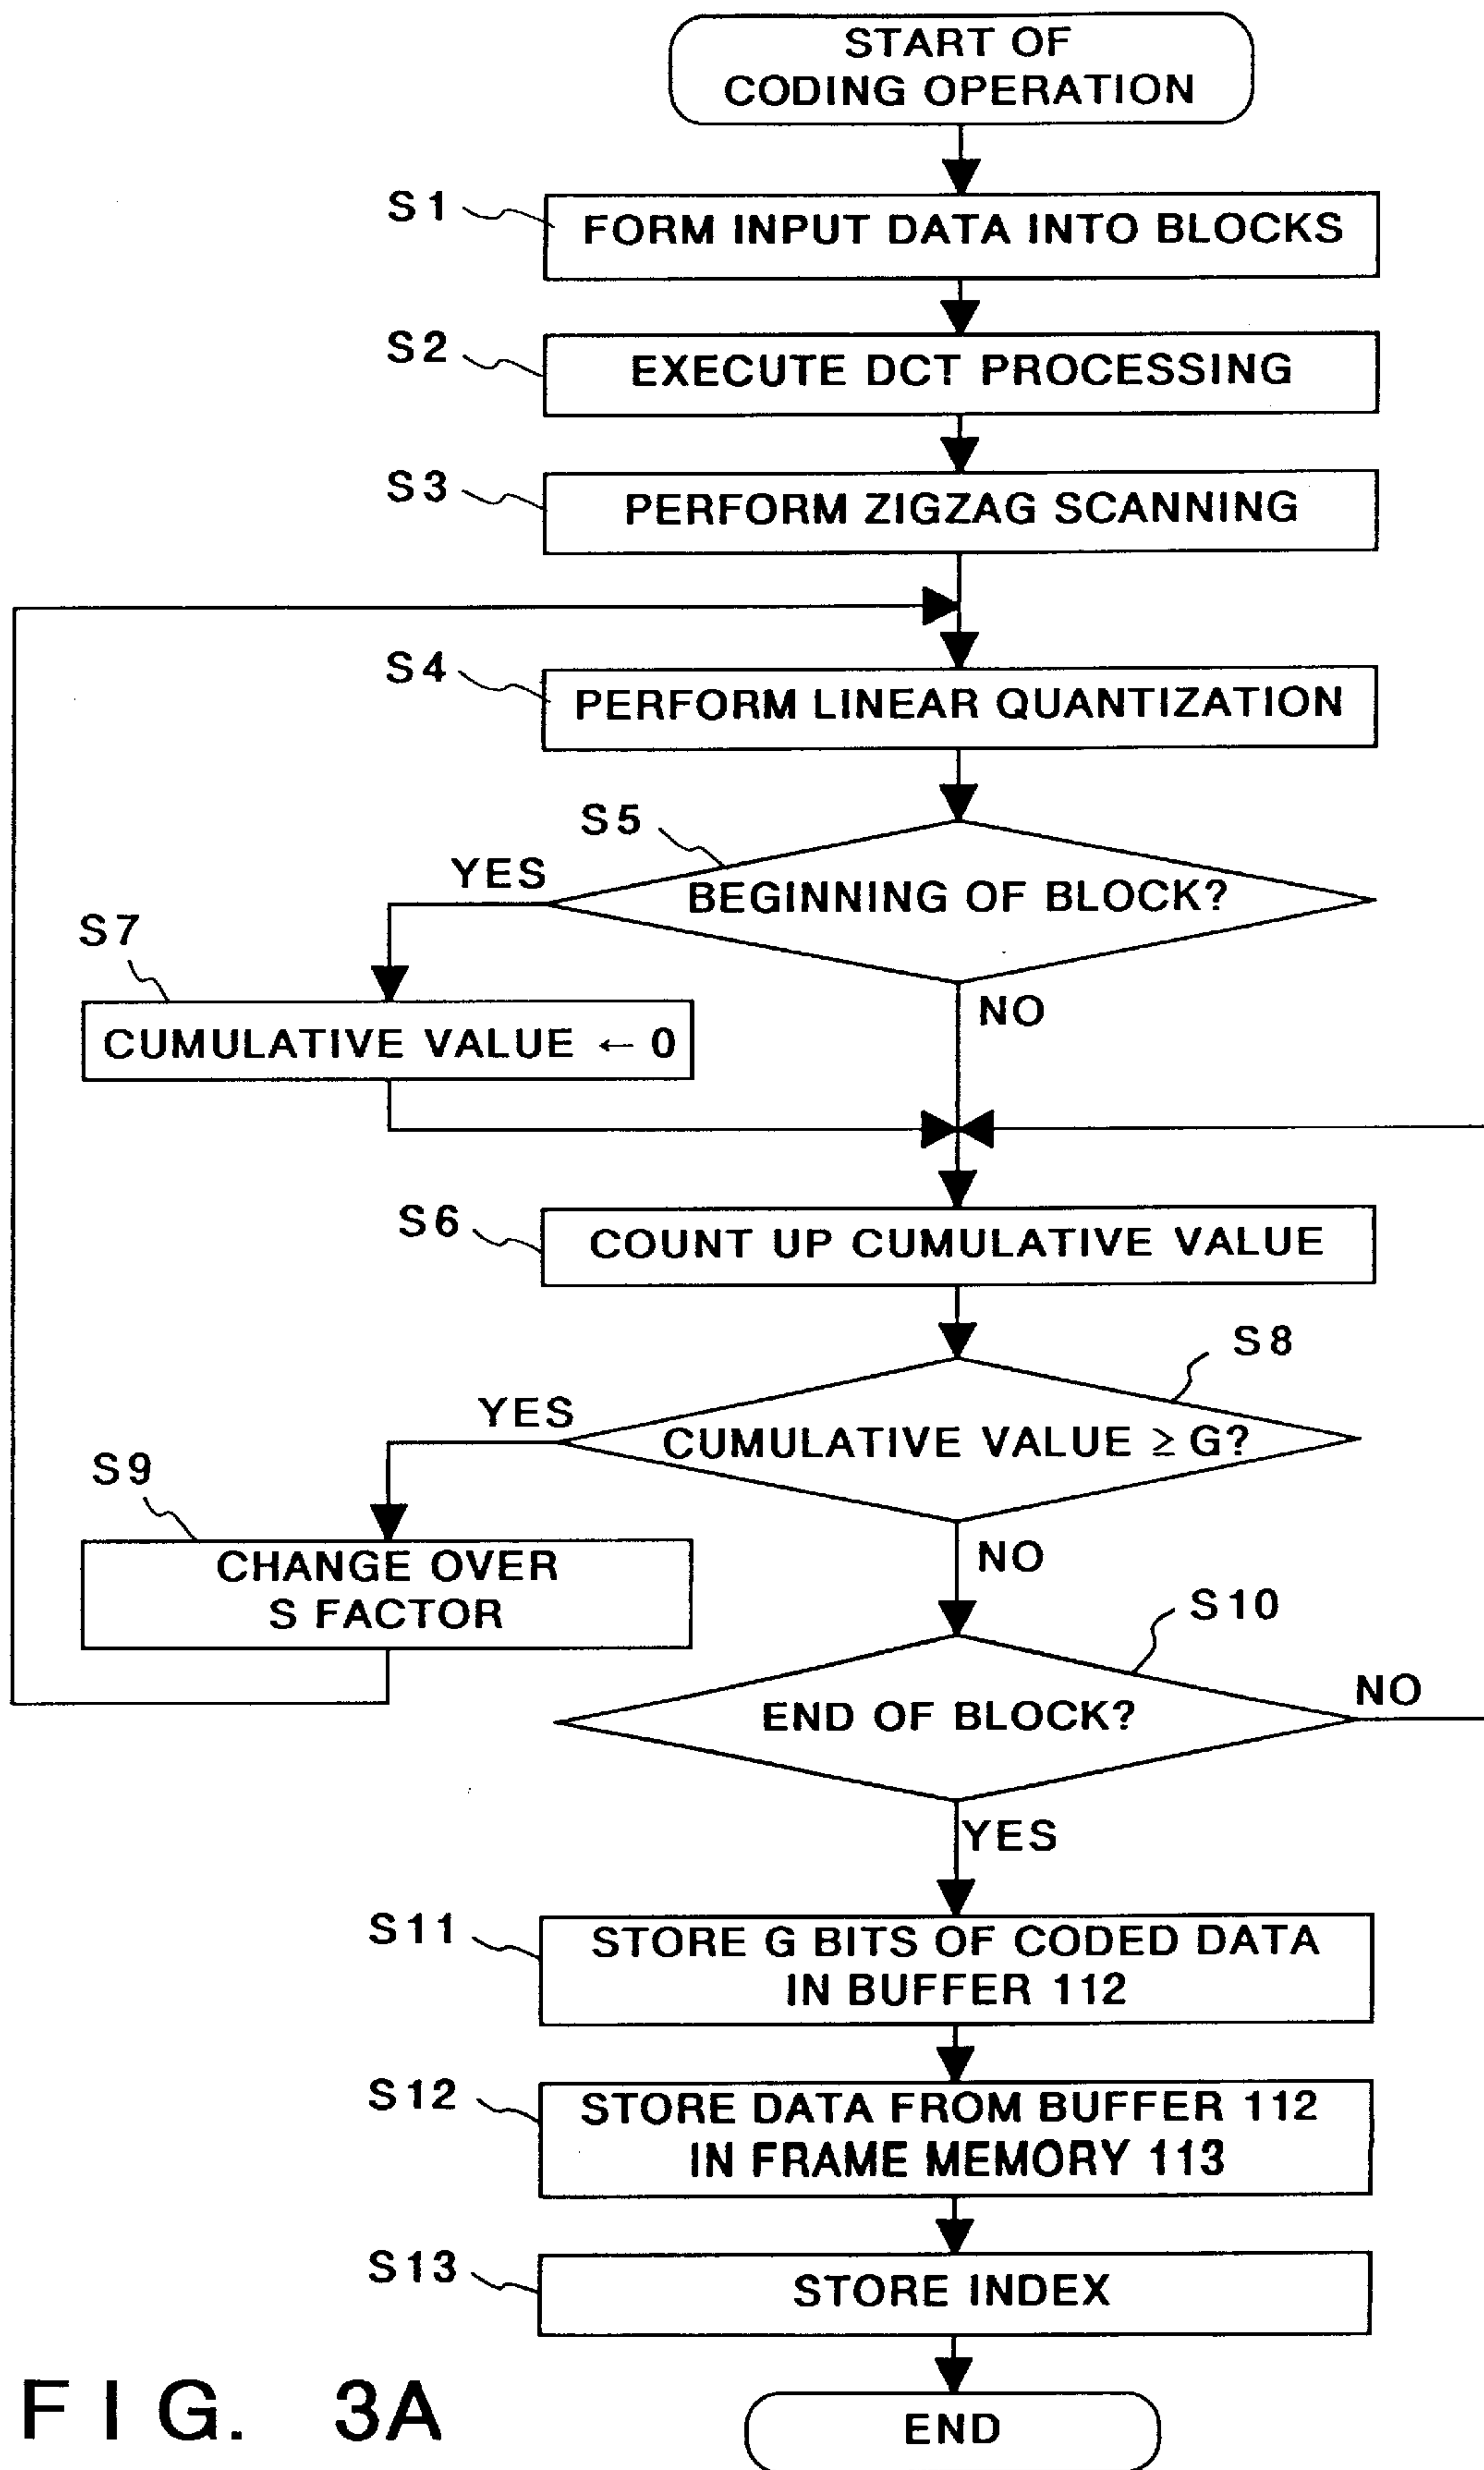 START OF
CODING OPERATION
S1
FORM INPUT DATA INTO BLOCKS
S2
EXECUTE DCT PROCESSING
S3
PERFORM ZIGZAG SCANNING
S4
PERFORM LINEAR QUANTIZATION
S5
YES
BEGINNING OF BLOCK?
S7
NO
CUMULATIVE VALUE ← 0
S6
COUNT UP CUMULATIVE VALUE
S8
YES
CUMULATIVE VALUE ≥ G?
S9
NO
CHANGE OVER
S FACTOR
S10
NO
END OF BLOCK?
YES
S11
STORE G BITS OF CODED DATA
IN BUFFER 112
S12
STORE DATA FROM BUFFER 112
IN FRAME MEMORY 113
S13
STORE INDEX
END
FIG. 3A